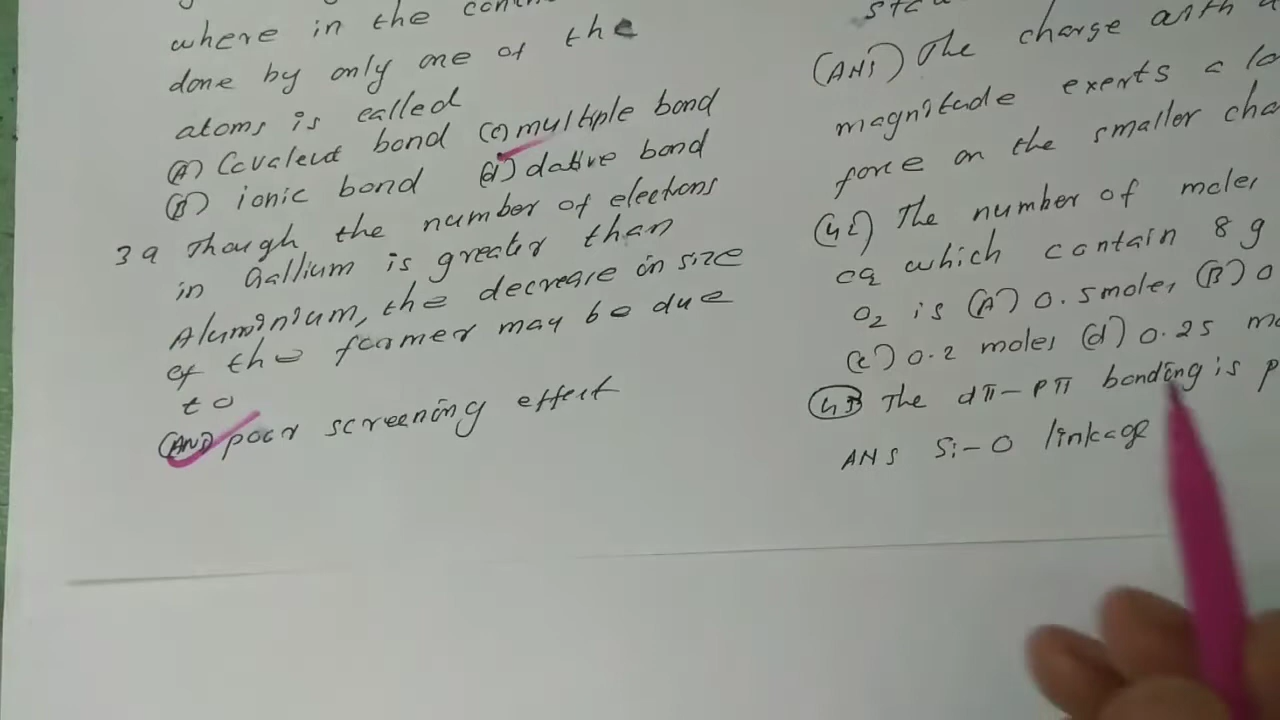 where in the
done by only one of the
atoms is called
(A) Covalent bond (c) multiple bond
(B) ionic bond (d) dative bond
39 Though the number of electrons
in Gallium is greater than
Aluminium, the decrease in size
of the former may be due
to
(ANS) poor screening effect
(ANS) The charge with
magnitude exerts a
force on the smaller
(42) The number of moles
which contain 8 g
O2 is (A) 0.5 moles (B) 0
(c) 0.2 moles (d) 0.25
43 The dπ-pπ bonding is
ANS Si-O linkage